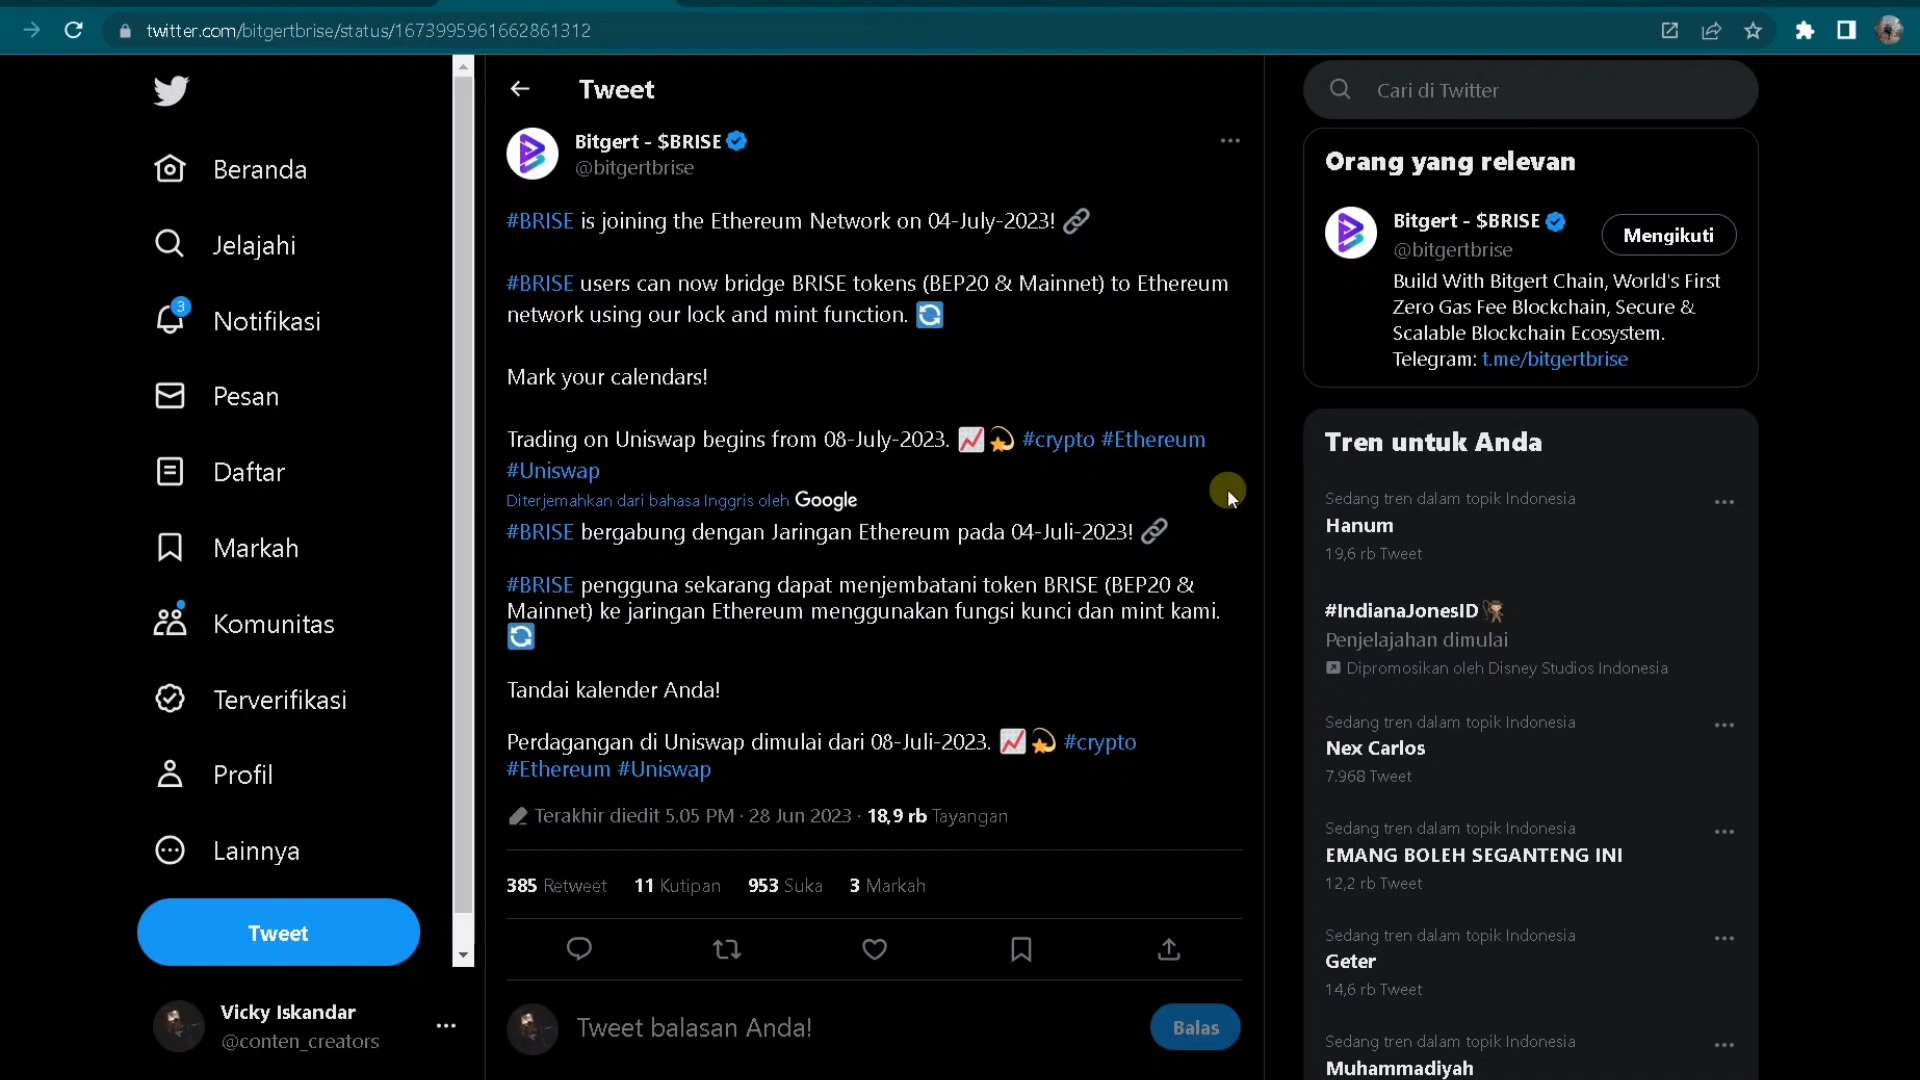 twitter.com/bitgertbrise/status/1673995961662861312
Beranda
Jelajahi
3
Notifikasi
Pesan
Daftar
Markah
Komunitas
Terverifikasi
Profil
Lainnya
Tweet
Vicky Iskandar
@conten_creators
Tweet
Bitgert - $BRISE
@bitgertbrise
#BRISE is joining the Ethereum Network on 04-July-2023!
#BRISE users can now bridge BRISE tokens (BEP20 & Mainnet) to Ethereum
network using our lock and mint function.
Mark your calendars!
Trading on Uniswap begins from 08-July-2023. #crypto #Ethereum
#Uniswap
Diterjemahkan dari bahasa Inggris oleh Google
#BRISE bergabung dengan Jaringan Ethereum pada 04-Juli-2023!
#BRISE pengguna sekarang dapat menjembatani token BRISE (BEP20 &
Mainnet) ke jaringan Ethereum menggunakan fungsi kunci dan mint kami.
Tandai kalender Anda!
Perdagangan di Uniswap dimulai dari 08-Juli-2023. #crypto
#Ethereum #Uniswap
Terakhir diedit 5.05 PM · 28 Jun 2023 · 18,9 rb Tayangan
385 Retweet 11 Kutipan 953 Suka 3 Markah
Tweet balasan Anda!
Balas
Cari di Twitter
Orang yang relevan
Bitgert - $BRISE
@bitgertbrise
Mengikuti
Build With Bitgert Chain, World's First
Zero Gas Fee Blockchain, Secure &
Scalable Blockchain Ecosystem.
Telegram: t.me/bitgertbrise
Tren untuk Anda
Sedang tren dalam topik Indonesia
Hanum
19,6 rb Tweet
#IndianaJonesID
Penjelajahan dimulai
Dipromosikan oleh Disney Studios Indonesia
Sedang tren dalam topik Indonesia
Nex Carlos
7.968 Tweet
Sedang tren dalam topik Indonesia
EMANG BOLEH SEGANTENG INI
12,2 rb Tweet
Sedang tren dalam topik Indonesia
Geter
14,6 rb Tweet
Sedang tren dalam topik Indonesia
Muhammadiyah